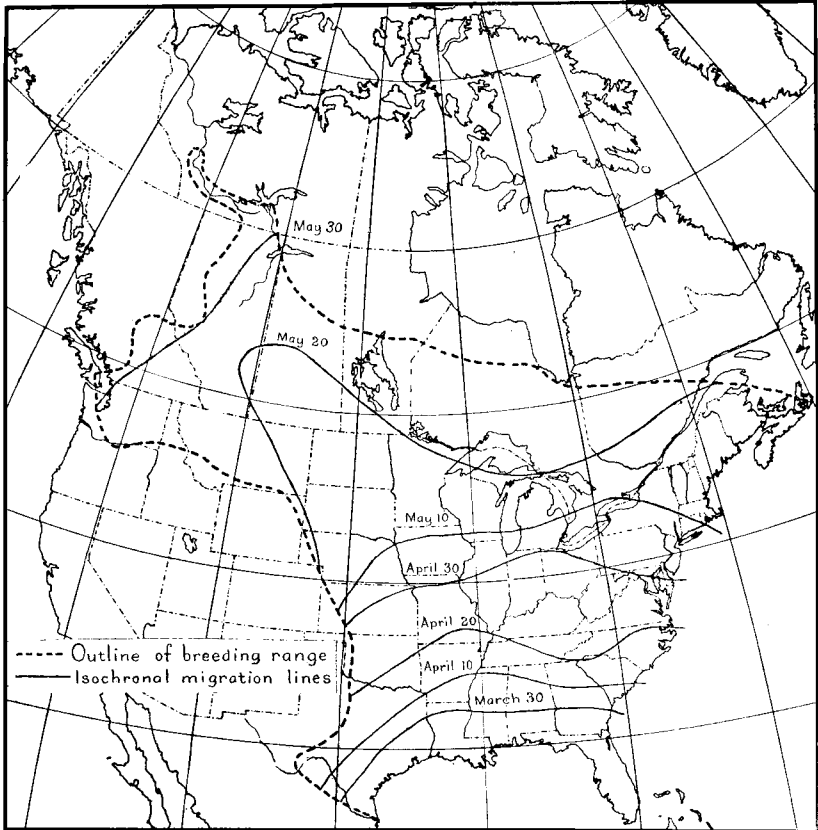 May 30
May 20
May 10
April 30
April 20
April 10
March 30
Outline of breeding range
Isochronal migration lines